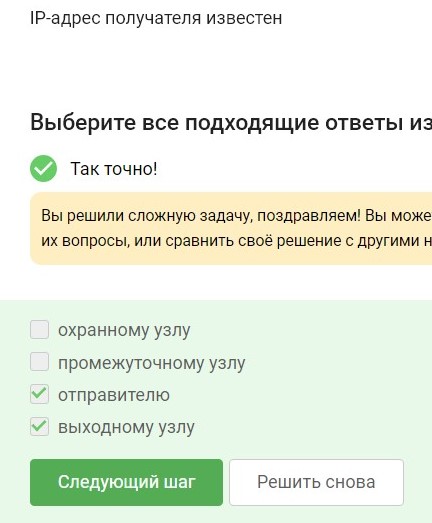 IP-адрес получателя известен
Выберите все подходящие ответы из
Так точно!
Вы решили сложную задачу, поздравляем! Вы може
их вопросы, или сравнить своё решение с другими н
охранному узлу
промежуточному узлу
отправителю
выходному узлу
Следующий шаг
Решить снова